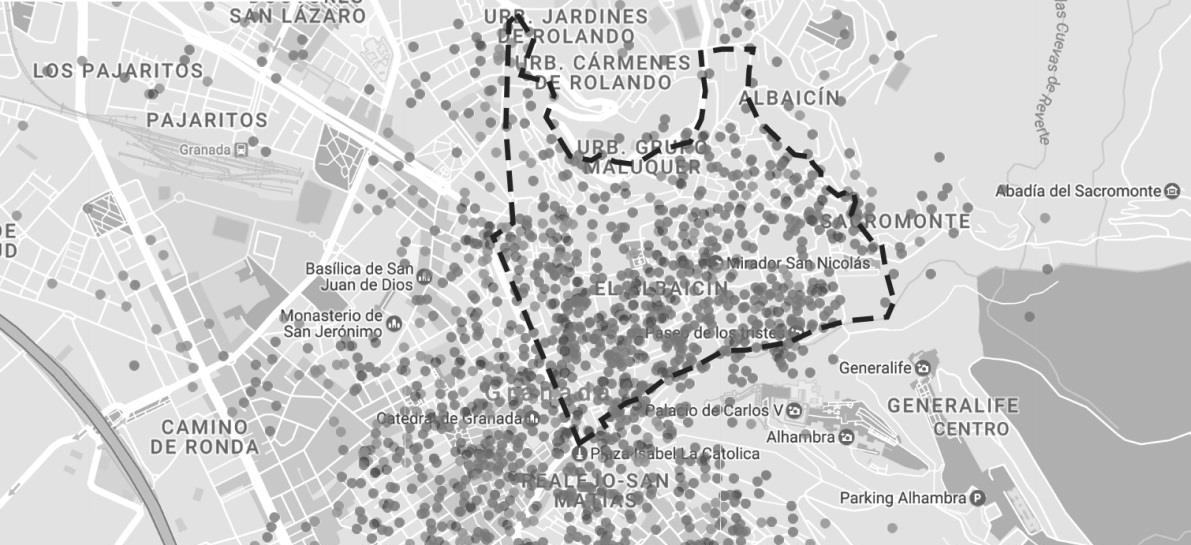 SAN LÁZARO
URB. JARDINES
DE ROLANDO
LOS PAJARITOS
URB. CÁRMENES
DE ROLANDO
ALBAICÍN
PAJARITOS
Granada
URB. GRUPO
MALUQUER
las Cuevas de Reverte
Abadía del Sacromonte
SACROMONTE
Basílica de San
Juan de Dios
Mirador San Nicolás
EL ALBAICÍN
Monasterio de
San Jerónimo
Paseo de los tristes
Generalife
Granada
Catedral de Granada
Palacio de Carlos V
GENERALIFE
CENTRO
CAMINO
DE RONDA
Alhambra
Plaza Isabel La Catolica
REALEJO-SAN
MATÍAS
Parking Alhambra
P